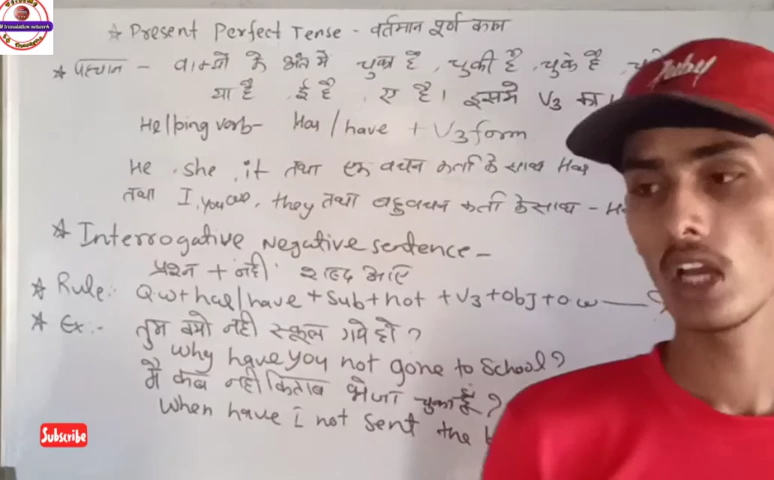 ☆ Present Perfect Tense - वर्तमान पूर्ण काल
☆ पहचान - वाक्यों के अंत में चुका है, चुकी है, चुके है,
या है ई है, ए है। इसमें V3 का
Helping verb- Has/have + V3 form
He, she, it तथा एक वचन कर्ता के साथ Has
तथा I, you, they तथा बहुवचन कर्ता के साथ -
☆ Interrogative Negative sentence -
प्रश्न + नही शब्द आए
☆ Rule:- Qw+has/have + sub+not + V3 +obj+ow — ?
☆ Ex:- तुम क्यो नही स्कूल गये हो?
Why have you not gone to School?
मै कब नही किताब भेजा चुका हूँ?
When have i not sent the
Subscribe
Ruby